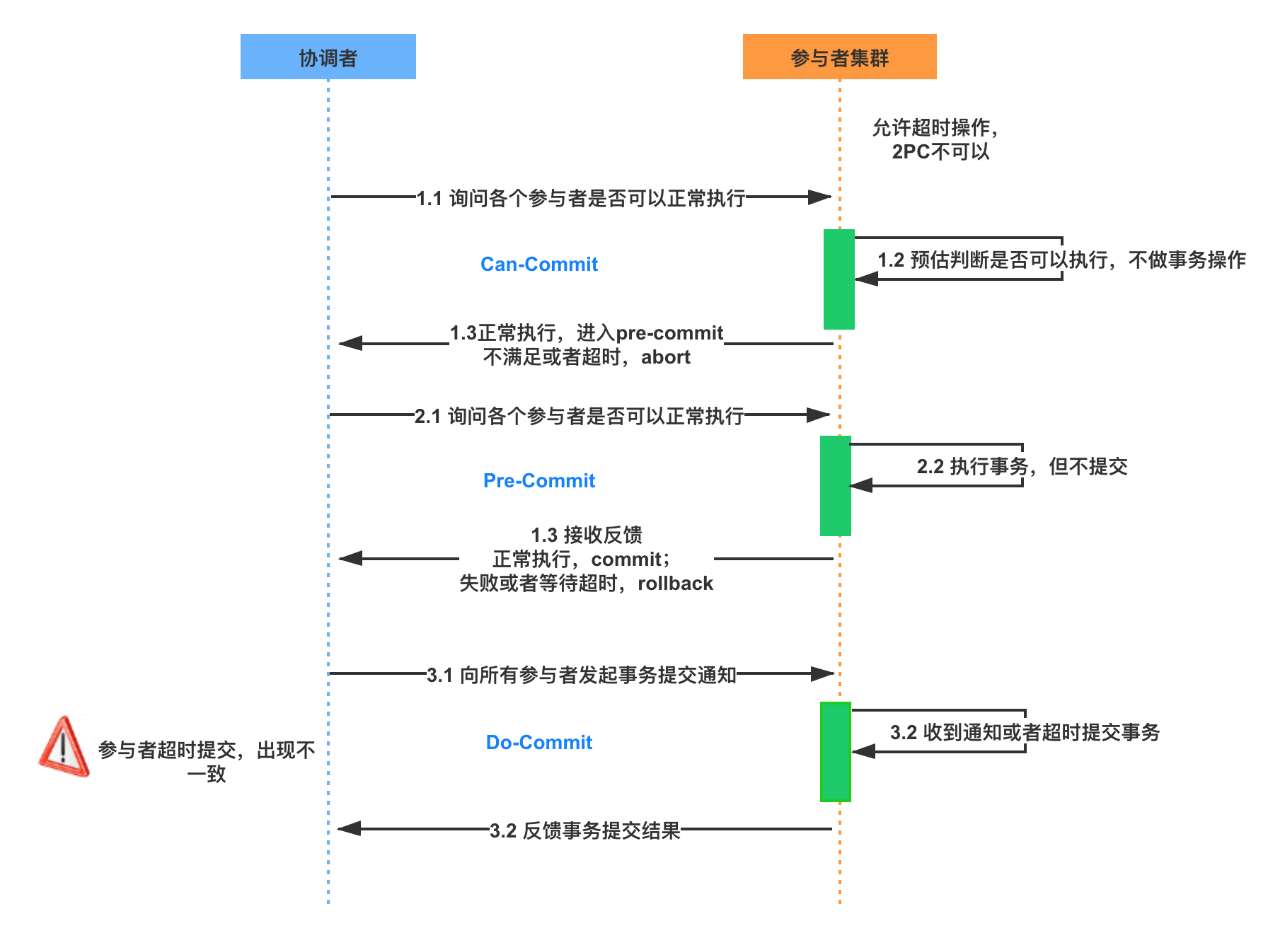 协调者
参与者集群
允许超时操作，
2PC不可以
1.1 询问各个参与者是否可以正常执行
Can-Commit
1.2 预估判断是否可以执行，不做事务操作
1.3正常执行，进入pre-commit
不满足或者超时，abort
2.1 询问各个参与者是否可以正常执行
Pre-Commit
2.2 执行事务，但不提交
1.3 接收反馈
正常执行，commit；
失败或者等待超时，rollback
3.1 向所有参与者发起事务提交通知
参与者超时提交，出现不
一致
Do-Commit
3.2 收到通知或者超时提交事务
3.2 反馈事务提交结果